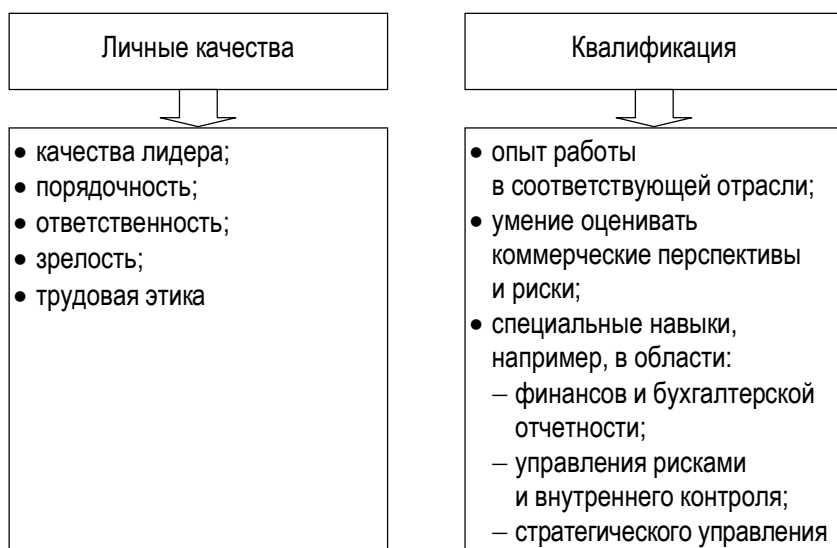 Личные качества
• качества лидера;
• порядочность;
• ответственность;
• зрелость;
• трудовая этика
Квалификация
• опыт работы
в соответствующей отрасли;
• умение оценивать
коммерческие перспективы
и риски;
• специальные навыки,
например, в области:
– финансов и бухгалтерской
отчетности;
– управления рисками
и внутреннего контроля;
– стратегического управления